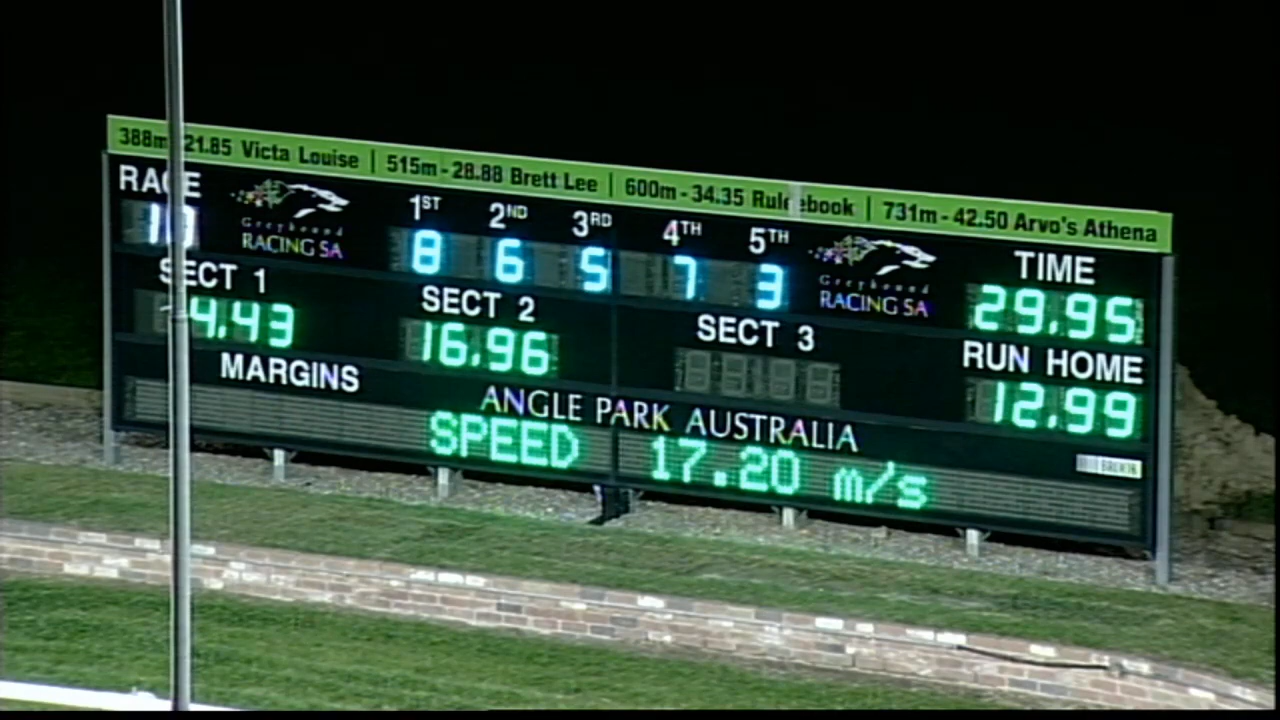 388m 21.85 Victa Louise | 515m - 28.88 Brett Lee | 600m - 34.35 Rulebook | 731m - 42.50 Arvo's Athena
RACE
Greyhound
RACING SA
1ST 2ND 3RD 4TH 5TH
8 6 5 7 3
Greyhound
RACING SA
TIME
29.95
SECT 1
4.43
SECT 2
16.96
SECT 3
RUN HOME
12.99
MARGINS
ANGLE PARK AUSTRALIA
SPEED 17.20 m/s